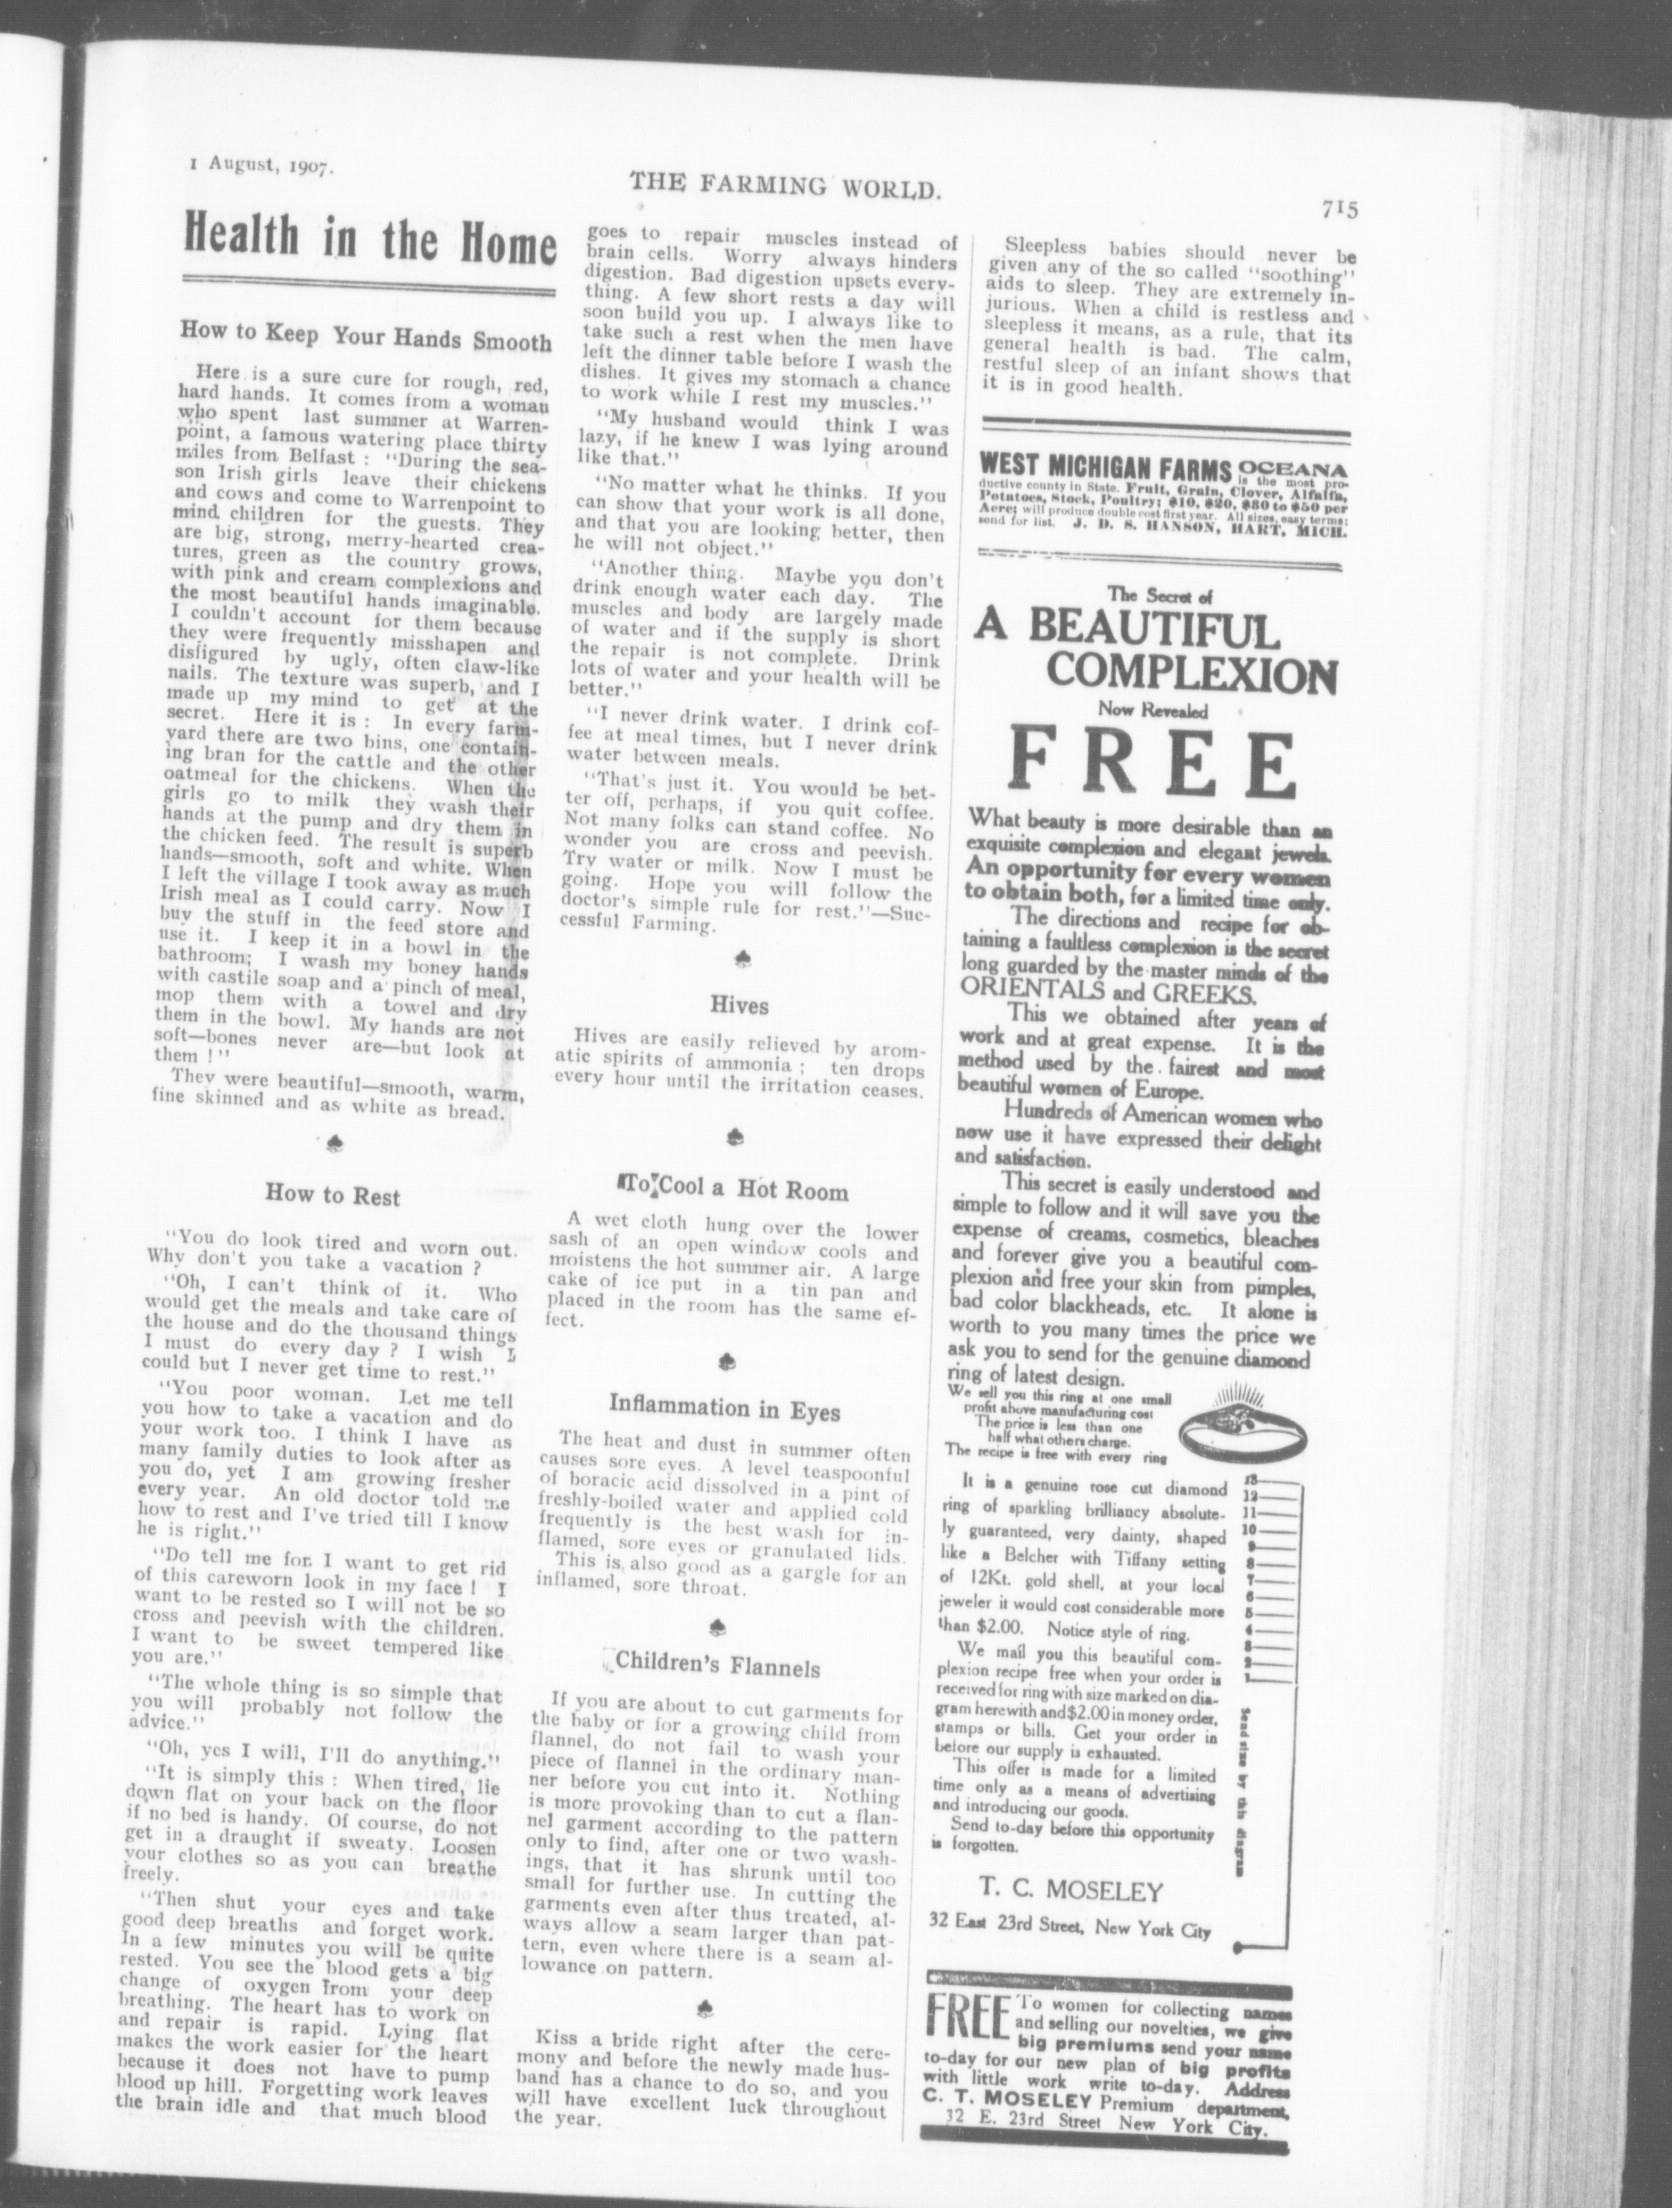 1 August, 1907.
THE FARMING WORLD.
715
Health in the Home
How to Keep Your Hands Smooth
Here is a sure cure for rough, red,
hard hands. It comes from a woman
who spent last summer at Warren-
point, a famous watering place thirty
miles from Belfast : "During the sea-
son Irish girls leave their chickens
and cows and come to Warrenpoint to
mind children for the guests. They
are big, strong, merry-hearted crea-
tures, green as the country grows,
with pink and cream complexions and
the most beautiful hands imaginable.
I couldn't account for them because
they were frequently misshapen and
disfigured by ugly, often claw-like
nails. The texture was superb, and I
made up my mind to get at the
secret. Here it is : In every farm-
yard there are two bins, one contain-
ing bran for the cattle and the other
oatmeal for the chickens. When the
girls go to milk they wash their
hands at the pump and dry them in
the chicken feed. The result is superb
hands—smooth, soft and white. When
I left the village I took away as much
Irish meal as I could carry. Now I
buy the stuff in the feed store and
use it. I keep it in a bowl in the
bathroom; I wash my boney hands
with castile soap and a pinch of meal,
mop them with a towel and dry
them in the bowl. My hands are not
soft—bones never are—but look at
them !"
They were beautiful—smooth, warm,
fine skinned and as white as bread.
How to Rest
"You do look tired and worn out.
Why don't you take a vacation ?
"Oh, I can't think of it. Who
would get the meals and take care of
the house and do the thousand things
I must do every day ? I wish I
could but I never get time to rest."
"You poor woman. Let me tell
you how to take a vacation and do
your work too. I think I have as
many family duties to look after as
you do, yet I am growing fresher
every year. An old doctor told me
how to rest and I've tried till I know
he is right."
"Do tell me for I want to get rid
of this careworn look in my face ! I
want to be rested so I will not be so
cross and peevish with the children.
I want to be sweet tempered like
you are."
"The whole thing is so simple that
you will probably not follow the
advice."
"Oh, yes I will, I'll do anything."
"It is simply this : When tired, lie
down flat on your back on the floor
if no bed is handy. Of course, do not
get in a draught if sweaty. Loosen
your clothes so as you can breathe
freely.
"Then shut your eyes and take
good deep breaths and forget work.
In a few minutes you will be quite
rested. You see the blood gets a big
change of oxygen from your deep
breathing. The heart has to work on
and repair is rapid. Lying flat
makes the work easier for the heart
because it does not have to pump
blood up hill. Forgetting work leaves
the brain idle and that much blood
goes to repair muscles instead of
brain cells. Worry always hinders
digestion. Bad digestion upsets every-
thing. A few short rests a day will
soon build you up. I always like to
take such a rest when the men have
left the dinner table before I wash the
dishes. It gives my stomach a chance
to work while I rest my muscles."
"My husband would think I was
lazy, if he knew I was lying around
like that."
"No matter what he thinks. If you
can show that your work is all done,
and that you are looking better, then
he will not object."
"Another thing. Maybe you don't
drink enough water each day. The
muscles and body are largely made
of water and if the supply is short
the repair is not complete. Drink
lots of water and your health will be
better."
"I never drink water. I drink cof-
fee at meal times, but I never drink
water between meals.
"That's just it. You would be bet-
ter off, perhaps, if you quit coffee.
Not many folks can stand coffee. No
wonder you are cross and peevish.
Try water or milk. Now I must be
going. Hope you will follow the
doctor's simple rule for rest."—Suc-
cessful Farming.
Hives
Hives are easily relieved by arom-
atic spirits of ammonia ; ten drops
every hour until the irritation ceases.
To Cool a Hot Room
A wet cloth hung over the lower
sash of an open window cools and
moistens the hot summer air. A large
cake of ice put in a tin pan and
placed in the room has the same ef-
fect.
Inflammation in Eyes
The heat and dust in summer often
causes sore eyes. A level teaspoonful
of boracic acid dissolved in a pint of
freshly-boiled water and applied cold
frequently is the best wash for in-
flamed, sore eyes or granulated lids.
This is also good as a gargle for an
inflamed, sore throat.
Children's Flannels
If you are about to cut garments for
the baby or for a growing child from
flannel, do not fail to wash your
piece of flannel in the ordinary man-
ner before you cut into it. Nothing
is more provoking than to cut a flan-
nel garment according to the pattern
only to find, after one or two wash-
ings, that it has shrunk until too
small for further use. In cutting the
garments even after thus treated, al-
ways allow a seam larger than pat-
tern, even where there is a seam al-
lowance on pattern.
Kiss a bride right after the cere-
mony and before the newly made hus-
band has a chance to do so, and you
will have excellent luck throughout
the year.
Sleepless babies should never be
given any of the so called "soothing"
aids to sleep. They are extremely in-
jurious. When a child is restless and
sleepless it means, as a rule, that its
general health is bad. The calm,
restful sleep of an infant shows that
it is in good health.
WEST MICHIGAN FARMS OCEANA
is the most pro-
ductive county in State. Fruit, Grain, Clover, Alfalfa,
Potatoes, Stock, Poultry; $10, $20, $30 to $50 per
Acre; will produce double cost first year. All sizes, easy terms;
send for list. J. D. S. HANSON, HART, MICH.
The Secret of
A BEAUTIFUL
COMPLEXION
Now Revealed
FREE
What beauty is more desirable than an
exquisite complexion and elegant jewels.
An opportunity for every women
to obtain both, for a limited time only.
The directions and recipe for ob-
taining a faultless complexion is the secret
long guarded by the master minds of the
ORIENTALS and GREEKS.
This we obtained after years of
work and at great expense. It is the
method used by the fairest and most
beautiful women of Europe.
Hundreds of American women who
now use it have expressed their delight
and satisfaction.
This secret is easily understood and
simple to follow and it will save you the
expense of creams, cosmetics, bleaches
and forever give you a beautiful com-
plexion and free your skin from pimples,
bad color blackheads, etc. It alone is
worth to you many times the price we
ask you to send for the genuine diamond
ring of latest design.
We sell you this ring at one small
profit above manufacturing cost
The price is less than one
half what others charge.
The recipe is free with every ring
It is a genuine rose cut diamond
ring of sparkling brilliancy absolute-
ly guaranteed, very dainty, shaped
like a Belcher with Tiffany setting
of 12Kt. gold shell, at your local
jeweler it would cost considerable more
than $2.00. Notice style of ring.
We mail you this beautiful com-
plexion recipe free when your order is
received for ring with size marked on dia-
gram herewith and $2.00 in money order,
stamps or bills. Get your order in
before our supply is exhausted.
This offer is made for a limited
time only as a means of advertising
and introducing our goods.
Send to-day before this opportunity
is forgotten.
13
12
11
10
9
8
7
6
5
4
3
2
1
Send size by this diagram
T. C. MOSELEY
32 East 23rd Street, New York City
FREE To women for collecting names
and selling our novelties, we give
big premiums send your name
to-day for our new plan of big profits
with little work write to-day. Address
C. T. MOSELEY Premium department,
32 E. 23rd Street New York City.